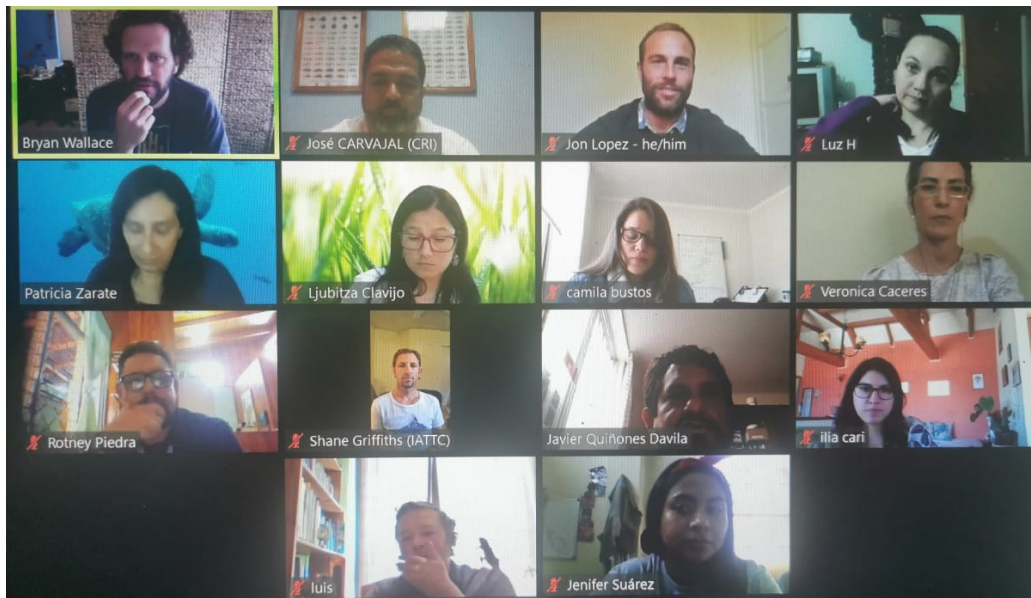 Bryan Wallace
José CARVAJAL (CRI)
Jon Lopez - he/him
Luz H
Patricia Zarate
Ljubitza Clavijo
camila bustos
Veronica Caceres
Rotney Piedra
Shane Griffiths (IATTC)
Javier Quiñones Davila
ilia cari
luis
Jenifer Suárez